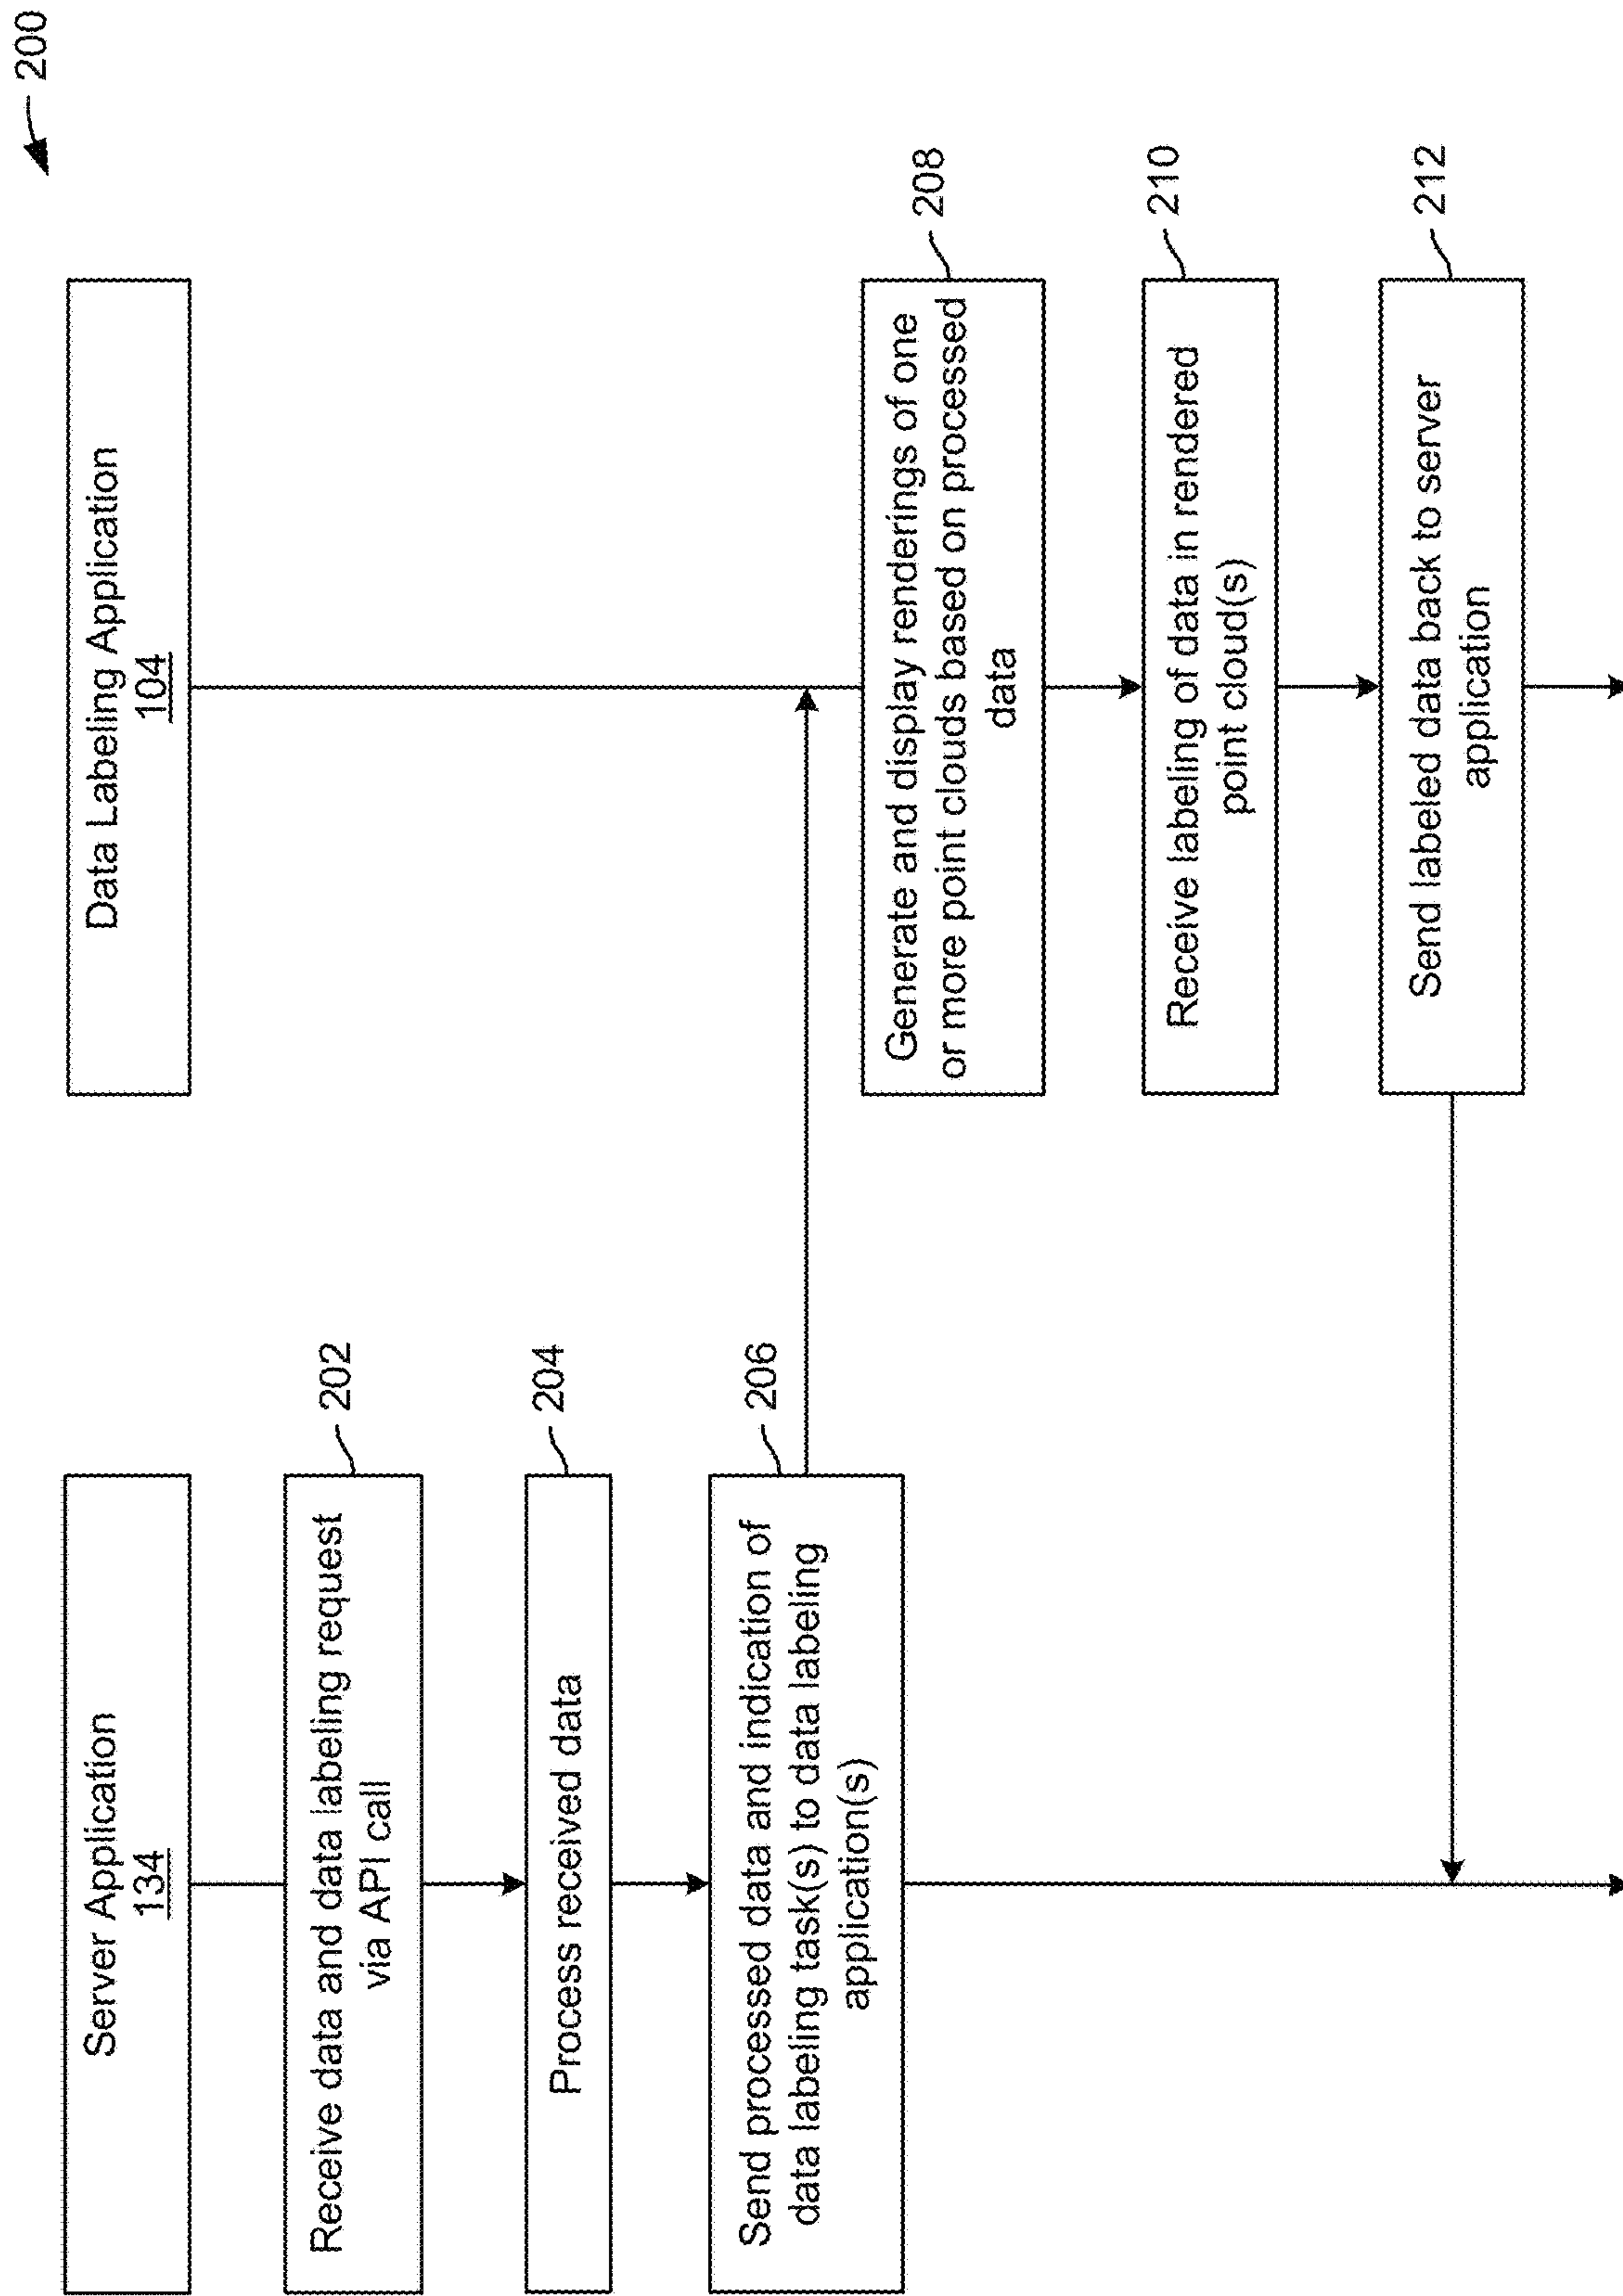 200
Server Application
134
Receive data and data labeling request
via API call
202
Process received data
204
Send processed data and indication of
data labeling task(s) to data labeling
application(s)
206
Data Labeling Application
104
Generate and display renderings of one
or more point clouds based on processed
data
208
Receive labeling of data in rendered
point cloud(s)
210
Send labeled data back to server
application
212